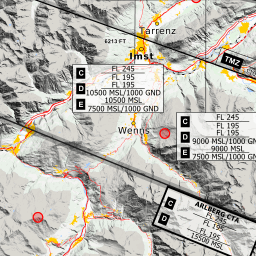 Tarrenz
6213 FT
Imst
TMZ
C
D
E
FL 245
FL 195
FL 195
10500 MSL/1000 GND
10500 MSL
7500 MSL/1000 GND
Wenns
C
D
E
FL 245
FL 195
FL 195
9000 MSL/1000 GND
9000 MSL
7500 MSL/1000 GND
ARLBERG CTA
C
D
FL 245
FL 195
FL 195
15500 MSL